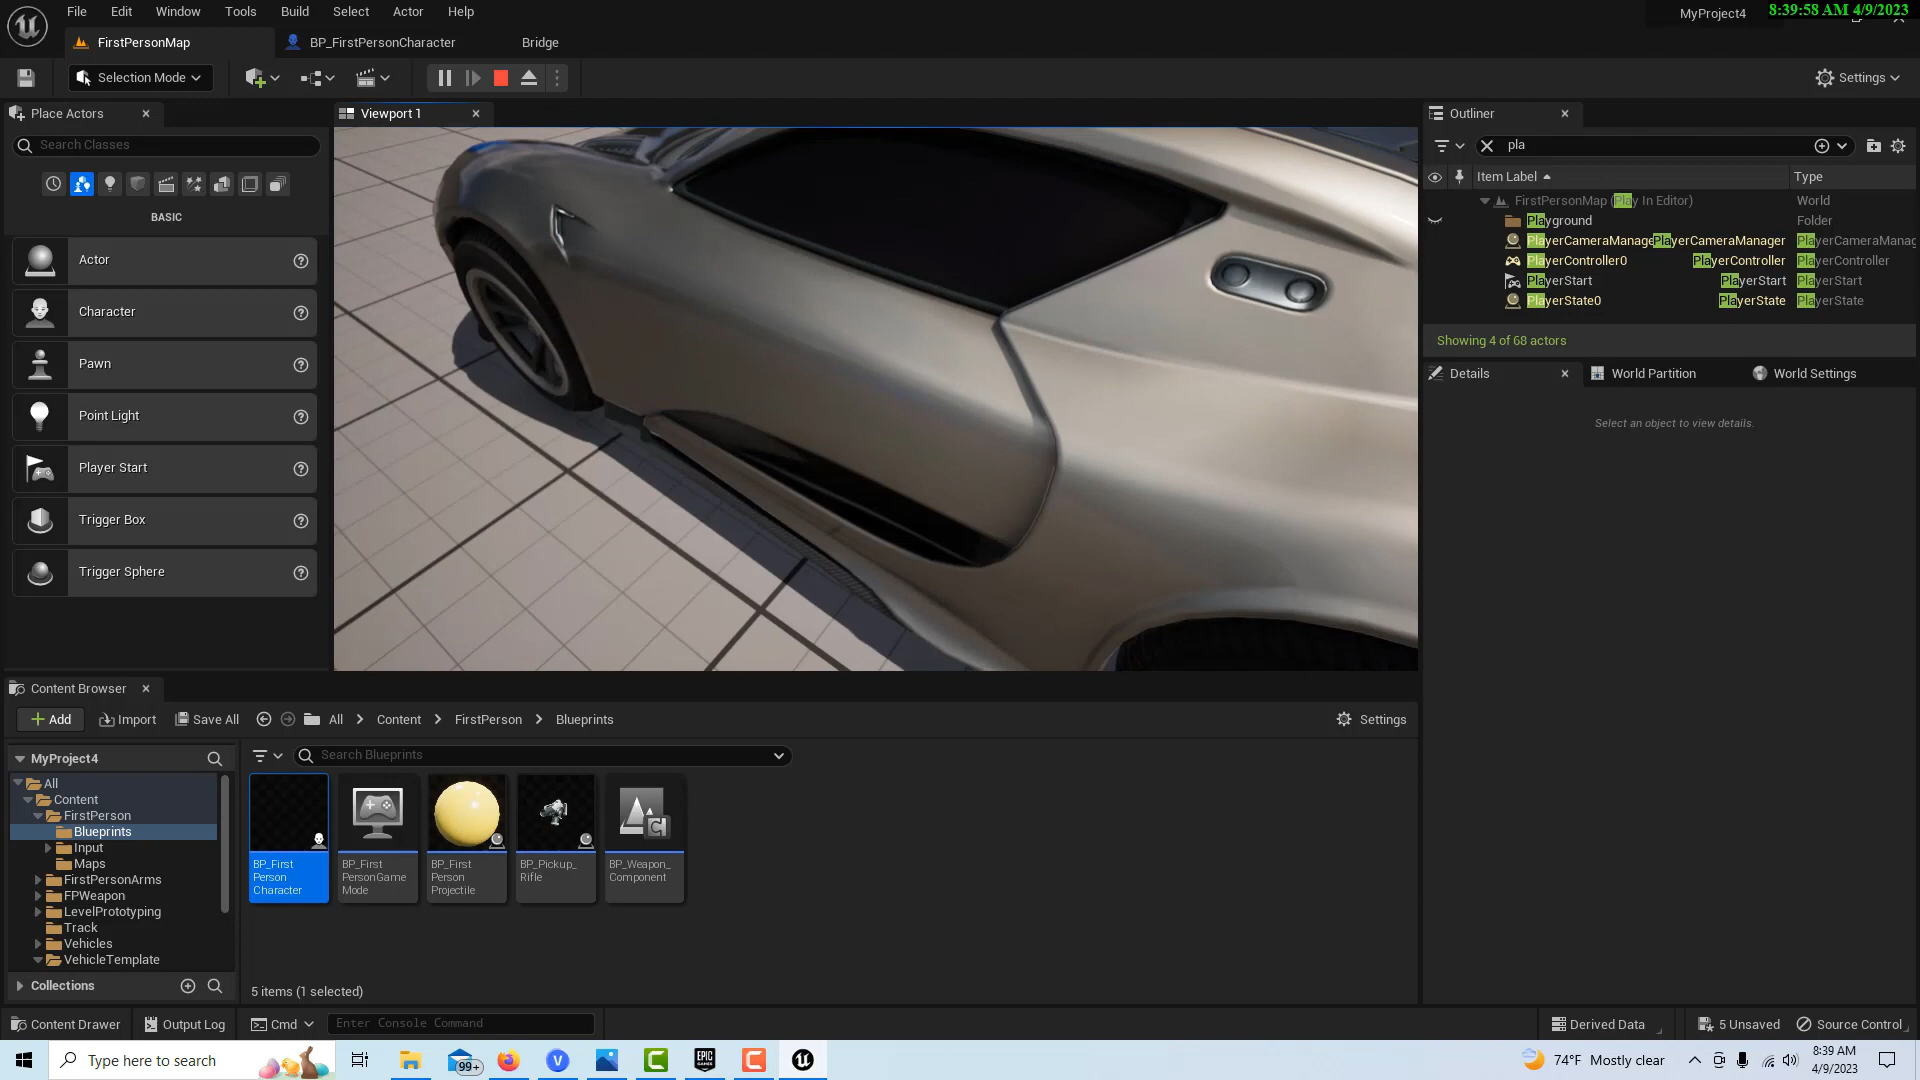 File Edit Window Tools Build Select Actor Help
MyProject4
8:39:58 AM 4/9/2023
FirstPersonMap
BP_FirstPersonCharacter
Bridge
Selection Mode
Settings
Place Actors
Search Classes
BASIC
Actor
Character
Pawn
Point Light
Player Start
Trigger Box
Trigger Sphere
Viewport 1
Outliner
pla
Item Label Type
FirstPersonMap (Play In Editor) World
Playground Folder
PlayerCameraManage PlayerCameraManager PlayerCameraManag
PlayerController0 PlayerController PlayerController
PlayerStart PlayerStart PlayerStart
PlayerState0 PlayerState PlayerState
Showing 4 of 68 actors
Details
World Partition
World Settings
Select an object to view details.
Content Browser
Add Import Save All All Content FirstPerson Blueprints Settings
MyProject4
Search Blueprints
All
Content
FirstPerson
Blueprints
Input
Maps
FirstPersonArms
FPWeapon
LevelPrototyping
Track
Vehicles
VehicleTemplate
Collections
BP_First
Person
Character
BP_First
PersonGame
Mode
BP_First
Person
Projectile
BP_Pickup_
Rifle
BP_Weapon_
Component
5 items (1 selected)
Content Drawer Output Log Cmd Enter Console Command Derived Data 5 Unsaved Source Control
Type here to search
99+
EPIC
GAMES
74°F Mostly clear
8:39 AM
4/9/2023